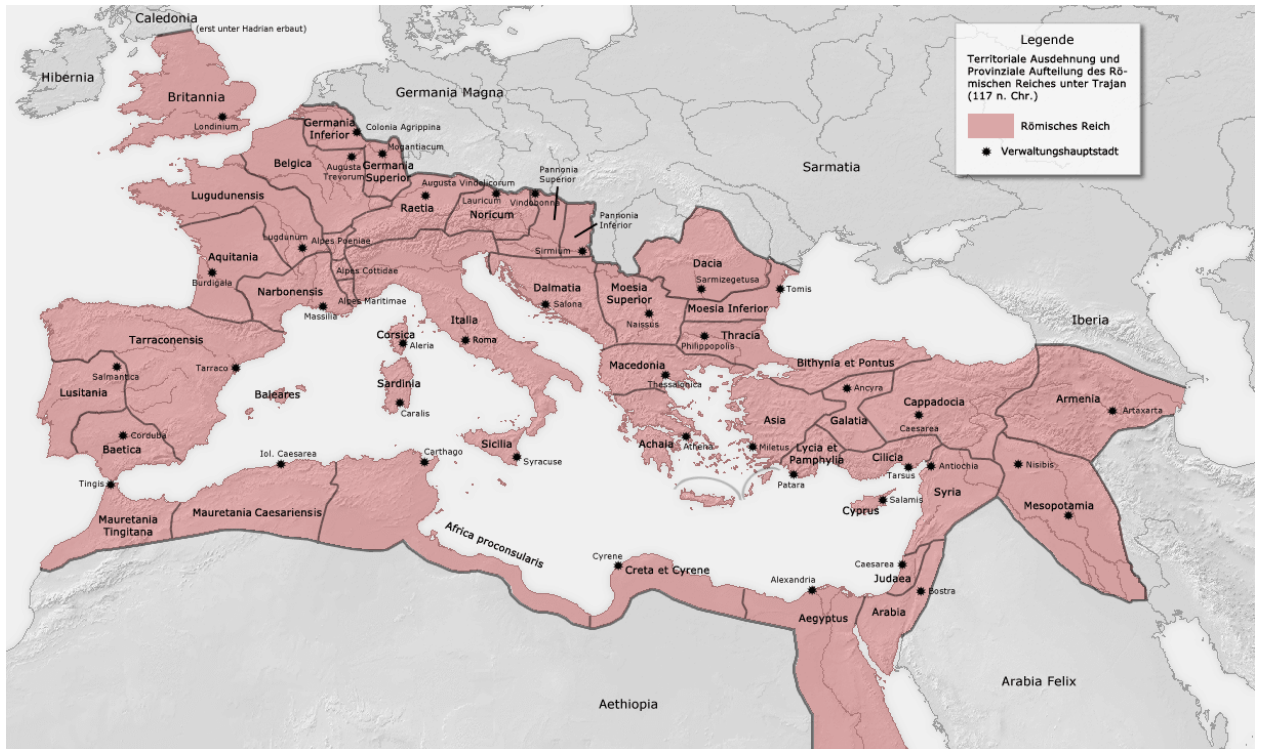 Caledonia
(erst unter Hadrian erbaut)
Hibernia
Britannia
Londinium
Germania Magna
Sarmatia
Legende
Territoriale Ausdehnung und
Provinziale Aufteilung des Rö-
mischen Reiches unter Trajan
(117 n. Chr.)
Römisches Reich
Verwaltungshauptstadt
Germania
Inferior
Colonia Agrippina
Mogantiacum
Belgica
Augusta
Treyorum
Germania
Superior
Lugudunensis
Augusta Vindelicorum
Raetia
Lauricum
Noricum
Vindobonna
Pannonia
Superior
Pannonia
Inferior
Sirmium
Lugdunum
Alpes Poeniae
Aquitania
Burdigala
Alpes Cottidae
Narbonensis
Alpes Maritimae
Massilia
Dacia
Sarmizegetusa
Tomis
Dalmatia
Salona
Moesia
Superior
Naissus
Moesia Inferior
Thracia
Philippopolis
Iberia
Italia
Roma
Corsica
Aleria
Sardinia
Caralis
Tarraconensis
Salmantica
Tarraco
Lusitania
Baleares
Corduba
Baetica
Macedonia
Thessalonica
Bithynia et Pontus
Ancyra
Galatia
Cappadocia
Caesarea
Armenia
Artaxarta
Asia
Achaia
Athena
Miletus
Lycia et
Pamphylia
Patara
Cilicia
Tarsus
Antiochia
Nisibis
Syria
Mesopotamia
Salamis
Cyprus
Sicilia
Syracuse
Iol. Caesarea
Carthago
Tingis
Mauretania
Tingitana
Mauretania Caesariensis
Africa proconsularis
Cyrene
Creta et Cyrene
Alexandria
Caesarea
Judaea
Bostra
Arabia
Aegyptus
Arabia Felix
Aethiopia